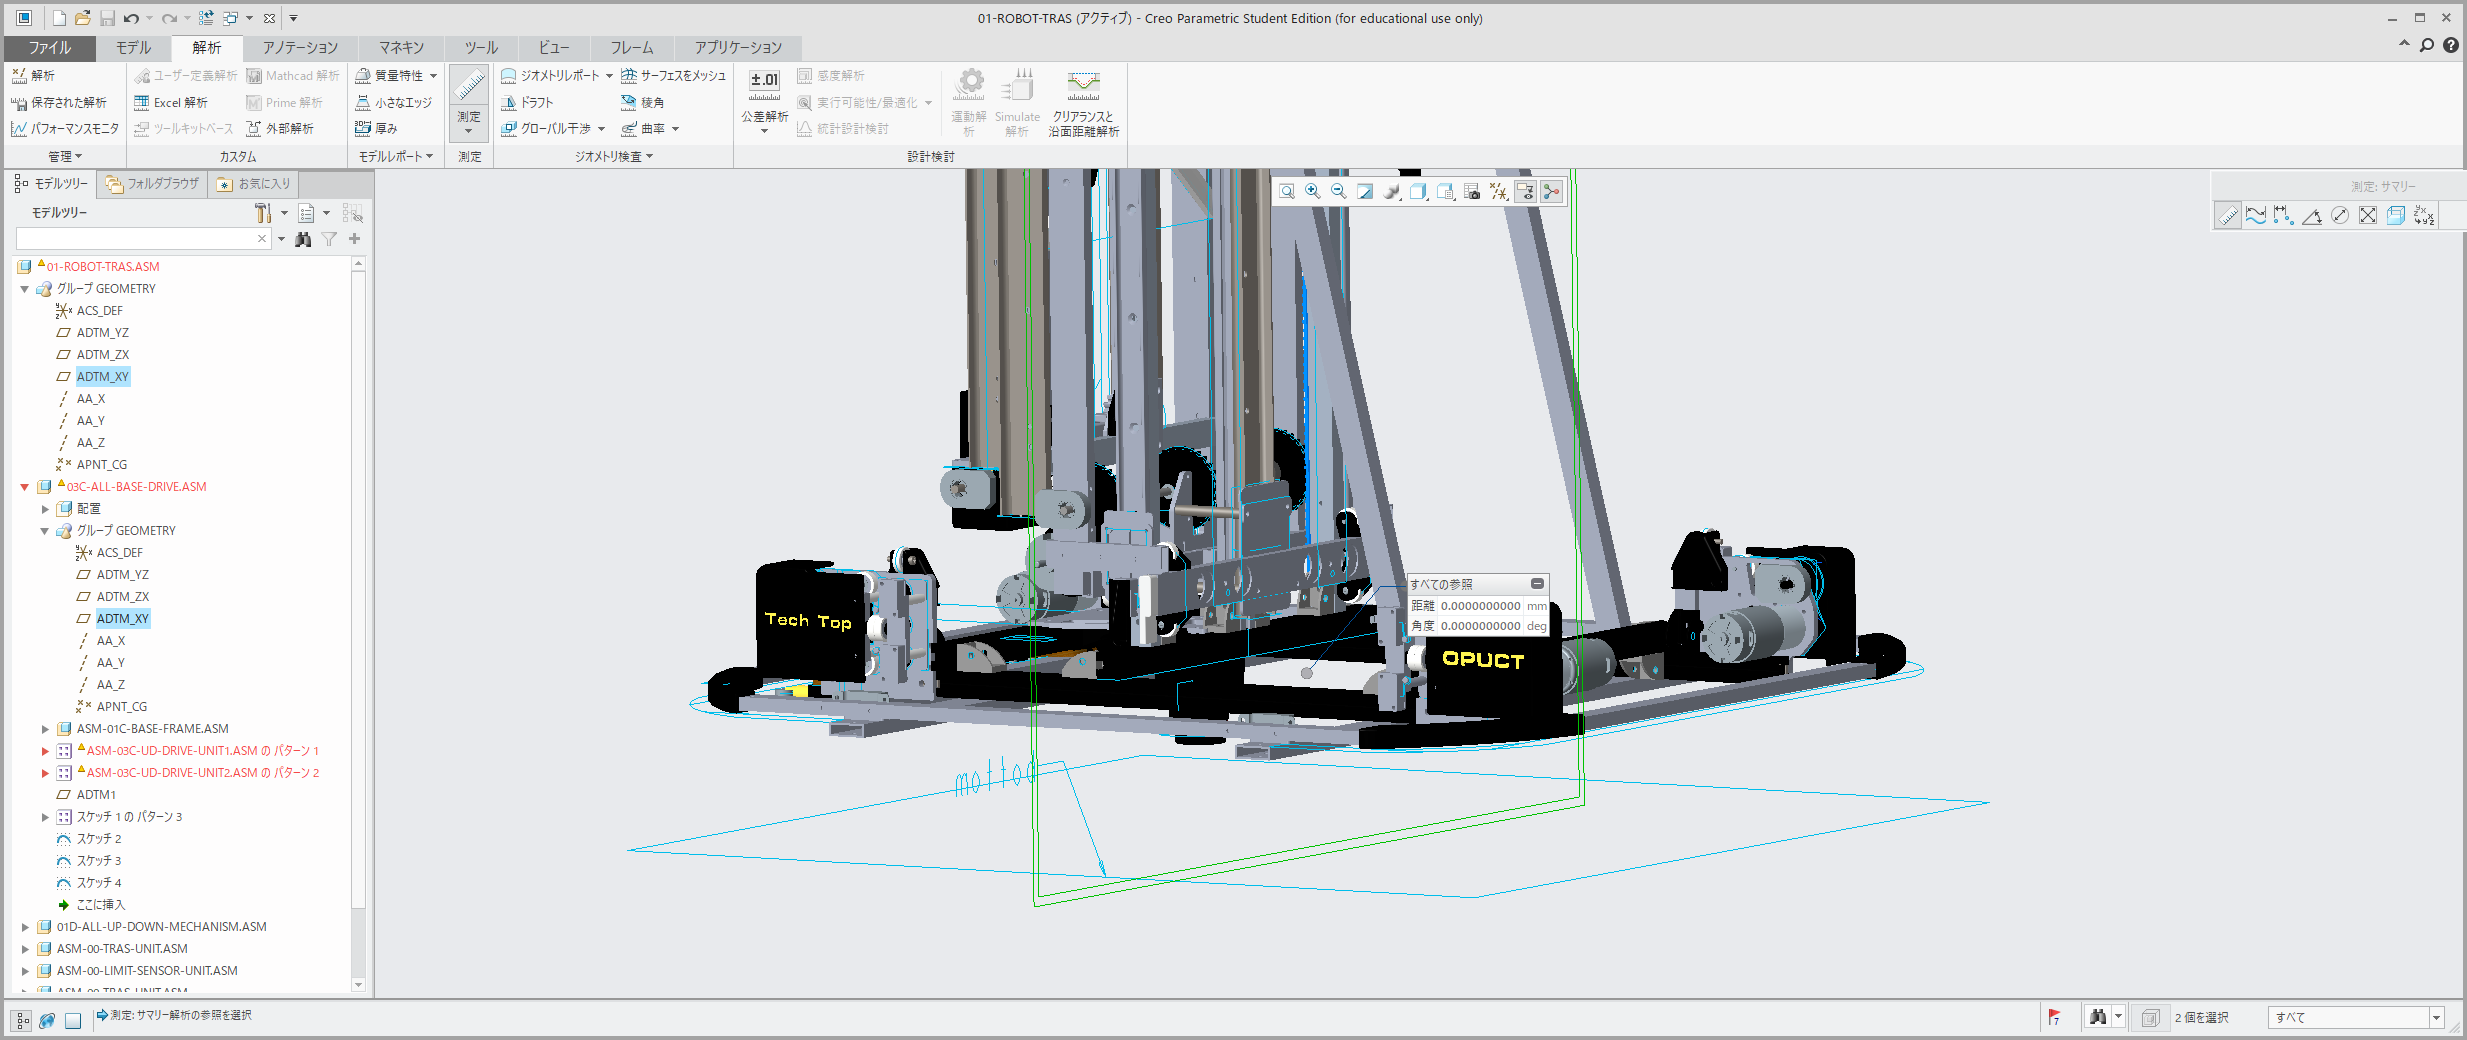 01-ROBOT-TRAS (アクティブ) - Creo Parametric Student Edition (for educational use only)
ファイル モデル 解析 アノテーション マネキン ツール ビュー フレーム アプリケーション
解析 ユーザー定義解析 Mathcad 解析 質量特性 ジオメトリレポート サーフェスをメッシュ 感度解析
保存された解析 Excel 解析 Prime 解析 小さなエッジ ドラフト 稜角 実行可能性/最適化
パフォーマンスモニタ ツールキットベース 外部解析 厚み グローバル干渉 曲率 統計設計検討
測定
±.01
公差解析
運動解析
Simulate 解析
クリアランスと
沿面距離解析
管理 カスタム モデルレポート 測定 ジオメトリ検査 設計検討
モデルツリー フォルダブラウザ お気に入り
測定: サマリー
モデルツリー
01-ROBOT-TRAS.ASM
グループ GEOMETRY
ACS_DEF
ADTM_YZ
ADTM_ZX
ADTM_XY
AA_X
AA_Y
AA_Z
APNT_CG
03C-ALL-BASE-DRIVE.ASM
配置
グループ GEOMETRY
ACS_DEF
ADTM_YZ
ADTM_ZX
ADTM_XY
AA_X
AA_Y
AA_Z
APNT_CG
ASM-01C-BASE-FRAME.ASM
ASM-03C-UD-DRIVE-UNIT1.ASM の パターン 1
ASM-03C-UD-DRIVE-UNIT2.ASM の パターン 2
ADTM1
スケッチ 1 の パターン 3
スケッチ 2
スケッチ 3
スケッチ 4
ここに挿入
01D-ALL-UP-DOWN-MECHANISM.ASM
ASM-00-TRAS-UNIT.ASM
ASM-00-LIMIT-SENSOR-UNIT.ASM
ASM-00-TRAS-UNIT.ASM
Tech Top
OPUCT
すべての参照
距離 0.0000000000 mm
角度 0.0000000000 deg
測定: サマリー解析の参照を選択
7
2 個を選択
すべて